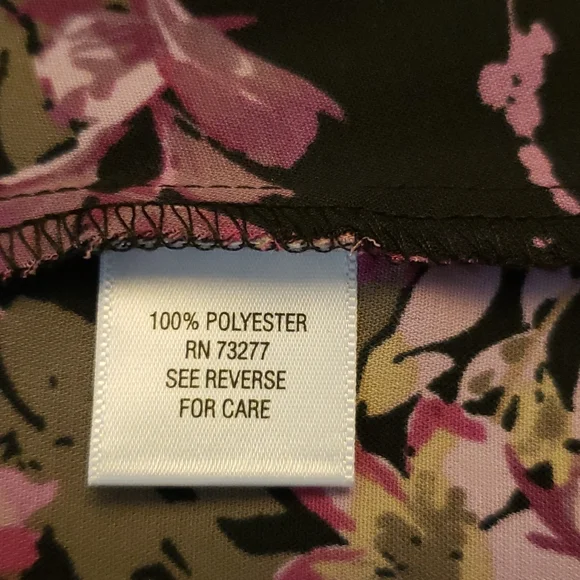 100% POLYESTER
RN 73277
SEE REVERSE
FOR CARE